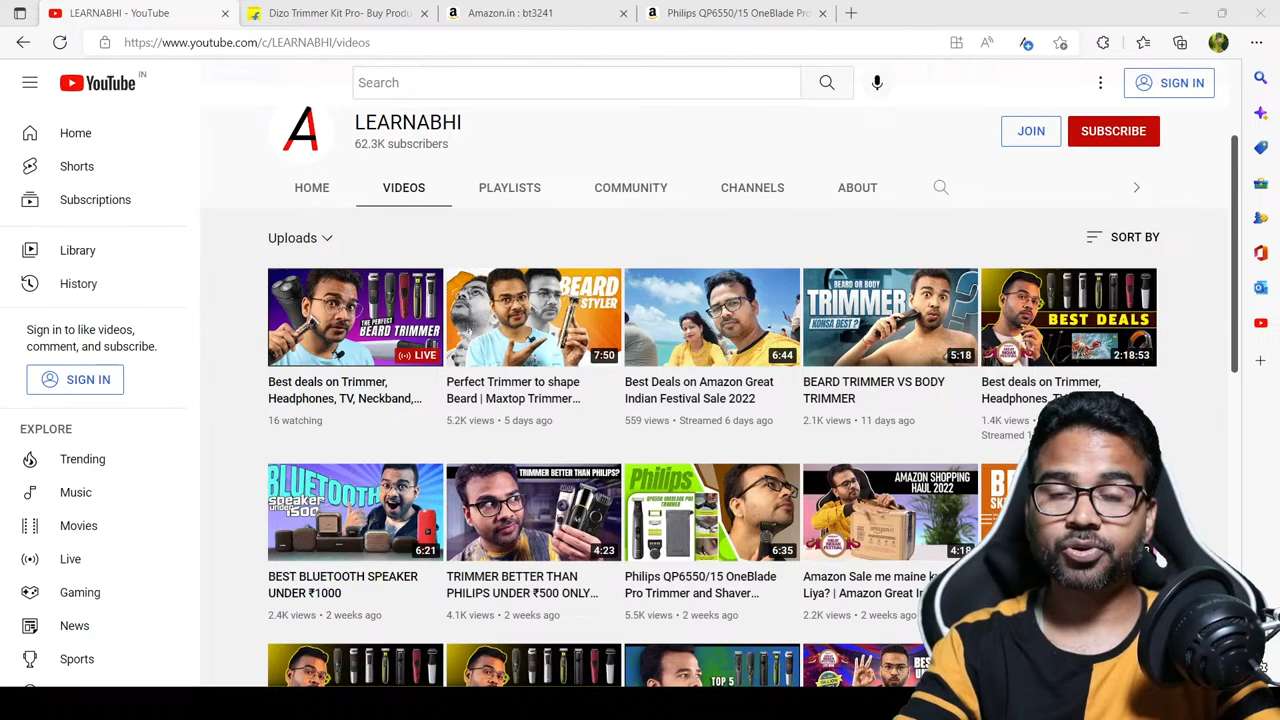 LEARNABHI - YouTube
Dizo Trimmer Kit Pro- Buy Produ
Amazon.in : bt3241
Philips QP6550/15 OneBlade Pro
https://www.youtube.com/c/LEARNABHI/videos
YouTube IN
Search
SIGN IN
Home
Shorts
Subscriptions
Library
History
Sign in to like videos,
comment, and subscribe.
SIGN IN
EXPLORE
Trending
Music
Movies
Live
Gaming
News
Sports
A
LEARNABHI
62.3K subscribers
JOIN
SUBSCRIBE
HOME
VIDEOS
PLAYLISTS
COMMUNITY
CHANNELS
ABOUT
Uploads
SORT BY
THE PERFECT
BEARD TRIMMER
LIVE
Best deals on Trimmer,
Headphones, TV, Neckband,...
16 watching
BEARD
STYLER
7:50
Perfect Trimmer to shape
Beard | Maxtop Trimmer...
5.2K views • 5 days ago
6:44
Best Deals on Amazon Great
Indian Festival Sale 2022
559 views • Streamed 6 days ago
BEARD OR BODY
TRIMMER
KONSA BEST ?
5:18
BEARD TRIMMER VS BODY
TRIMMER
2.1K views • 11 days ago
BEST DEALS
2:18:53
Best deals on Trimmer,
1.4K views
Streamed
BLUETOOTH
speaker
under
500
6:21
BEST BLUETOOTH SPEAKER
UNDER ₹1000
2.4K views • 2 weeks ago
TRIMMER BETTER THAN PHILIPS?
4:23
TRIMMER BETTER THAN
PHILIPS UNDER ₹500 ONLY...
4.1K views • 2 weeks ago
Philips
QP6550 ONEBLADE PRO
TRIMMER
6:35
Philips QP6550/15 OneBlade
Pro Trimmer and Shaver...
5.5K views • 2 weeks ago
AMAZON SHOPPING
HAUL 2022
4:18
Amazon Sale me maine
Liya? | Amazon Great
2.2K views • 2 weeks ago
TOP 5